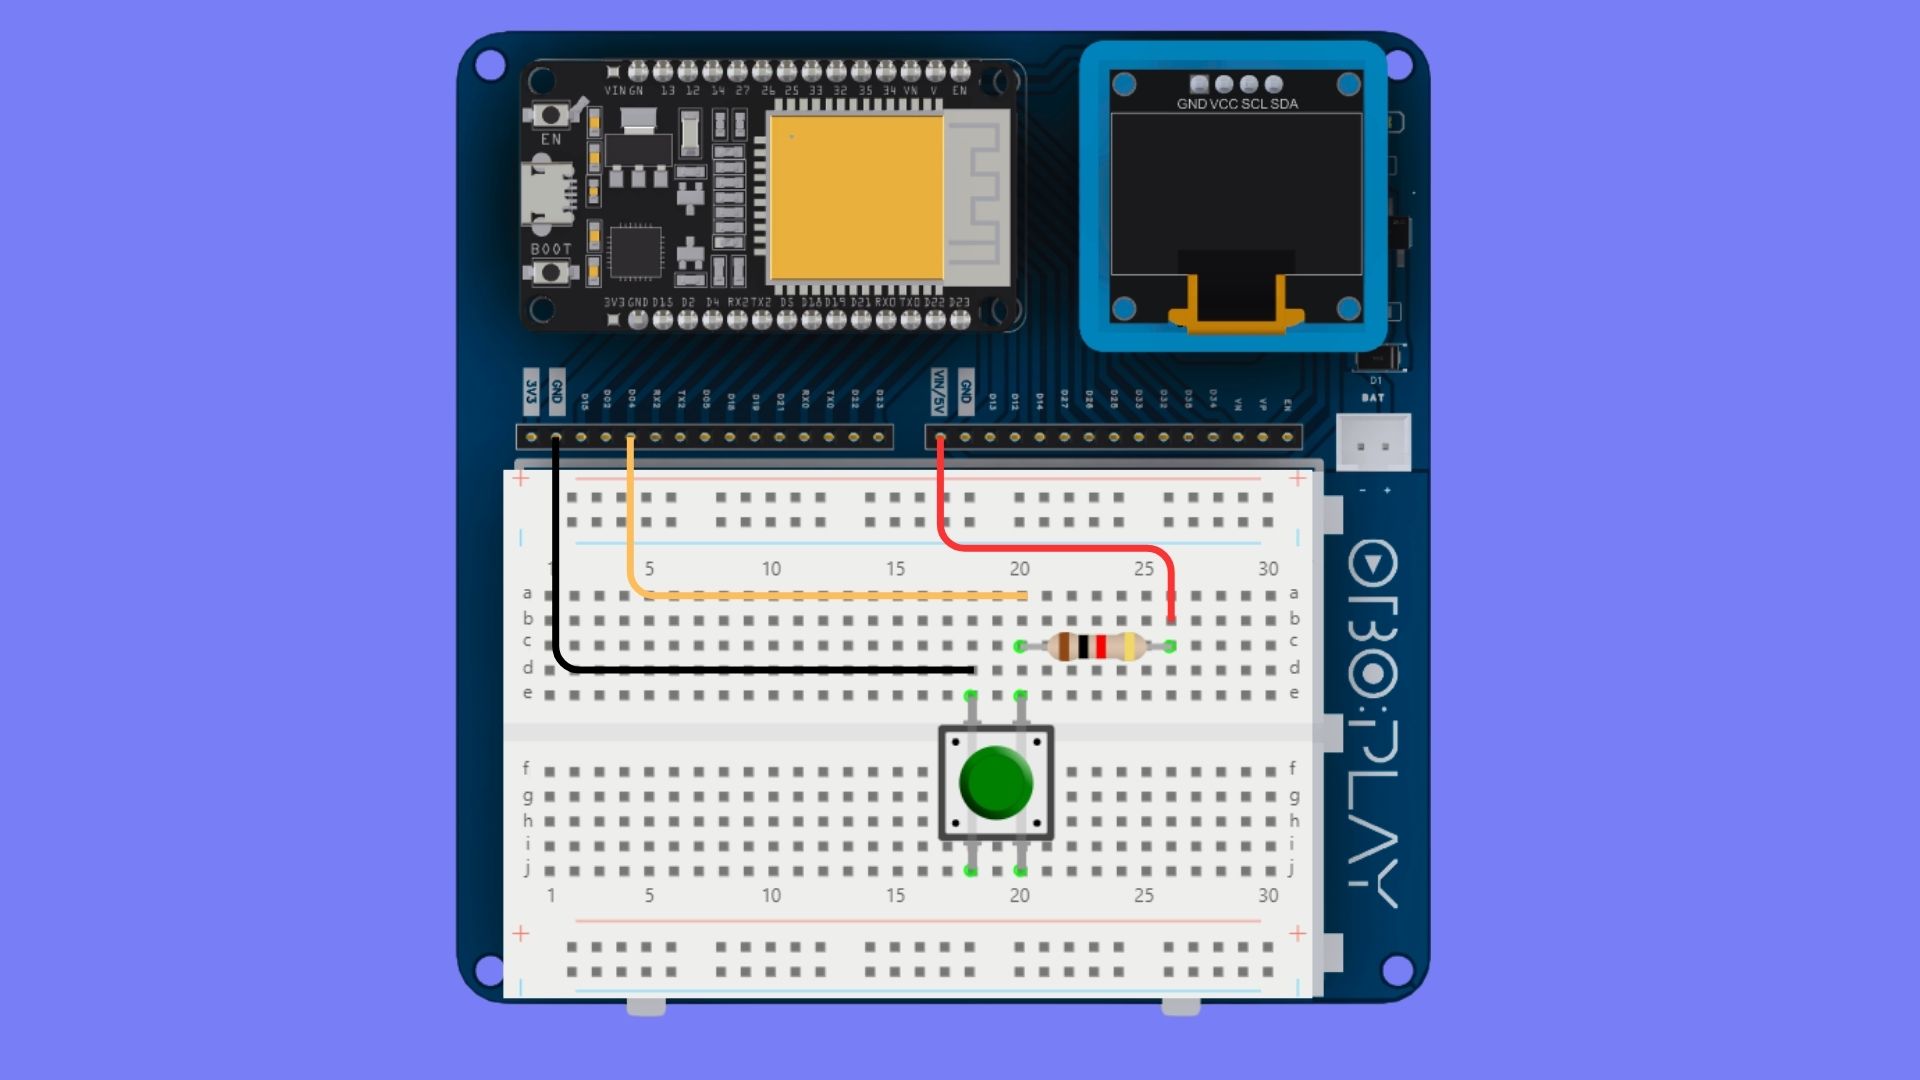 VIN GN 13 12 14 27 26 25 33 32 35 34 VN V EN
GND VCC SCL SDA
EN
BOOT
3V3 GND D15 D2 D4 RX2 TX2 D5 D18 D19 D21 RX0 TX0 D22 D23
3V3 GND D15 D02 D04 RX2 TX2 D05 D18 D19 D21 RX0 TX0 D22 D23
VIN/5V GND D13 D12 D14 D27 D26 D25 D33 D32 D35 D34 VN VP EN
D1
BAT
- +
+ +
1 5 10 15 20 25 30
a a
b b
c c
d d
e e
f f
g g
h h
i i
j j
1 5 10 15 20 25 30
+ +
PLAY